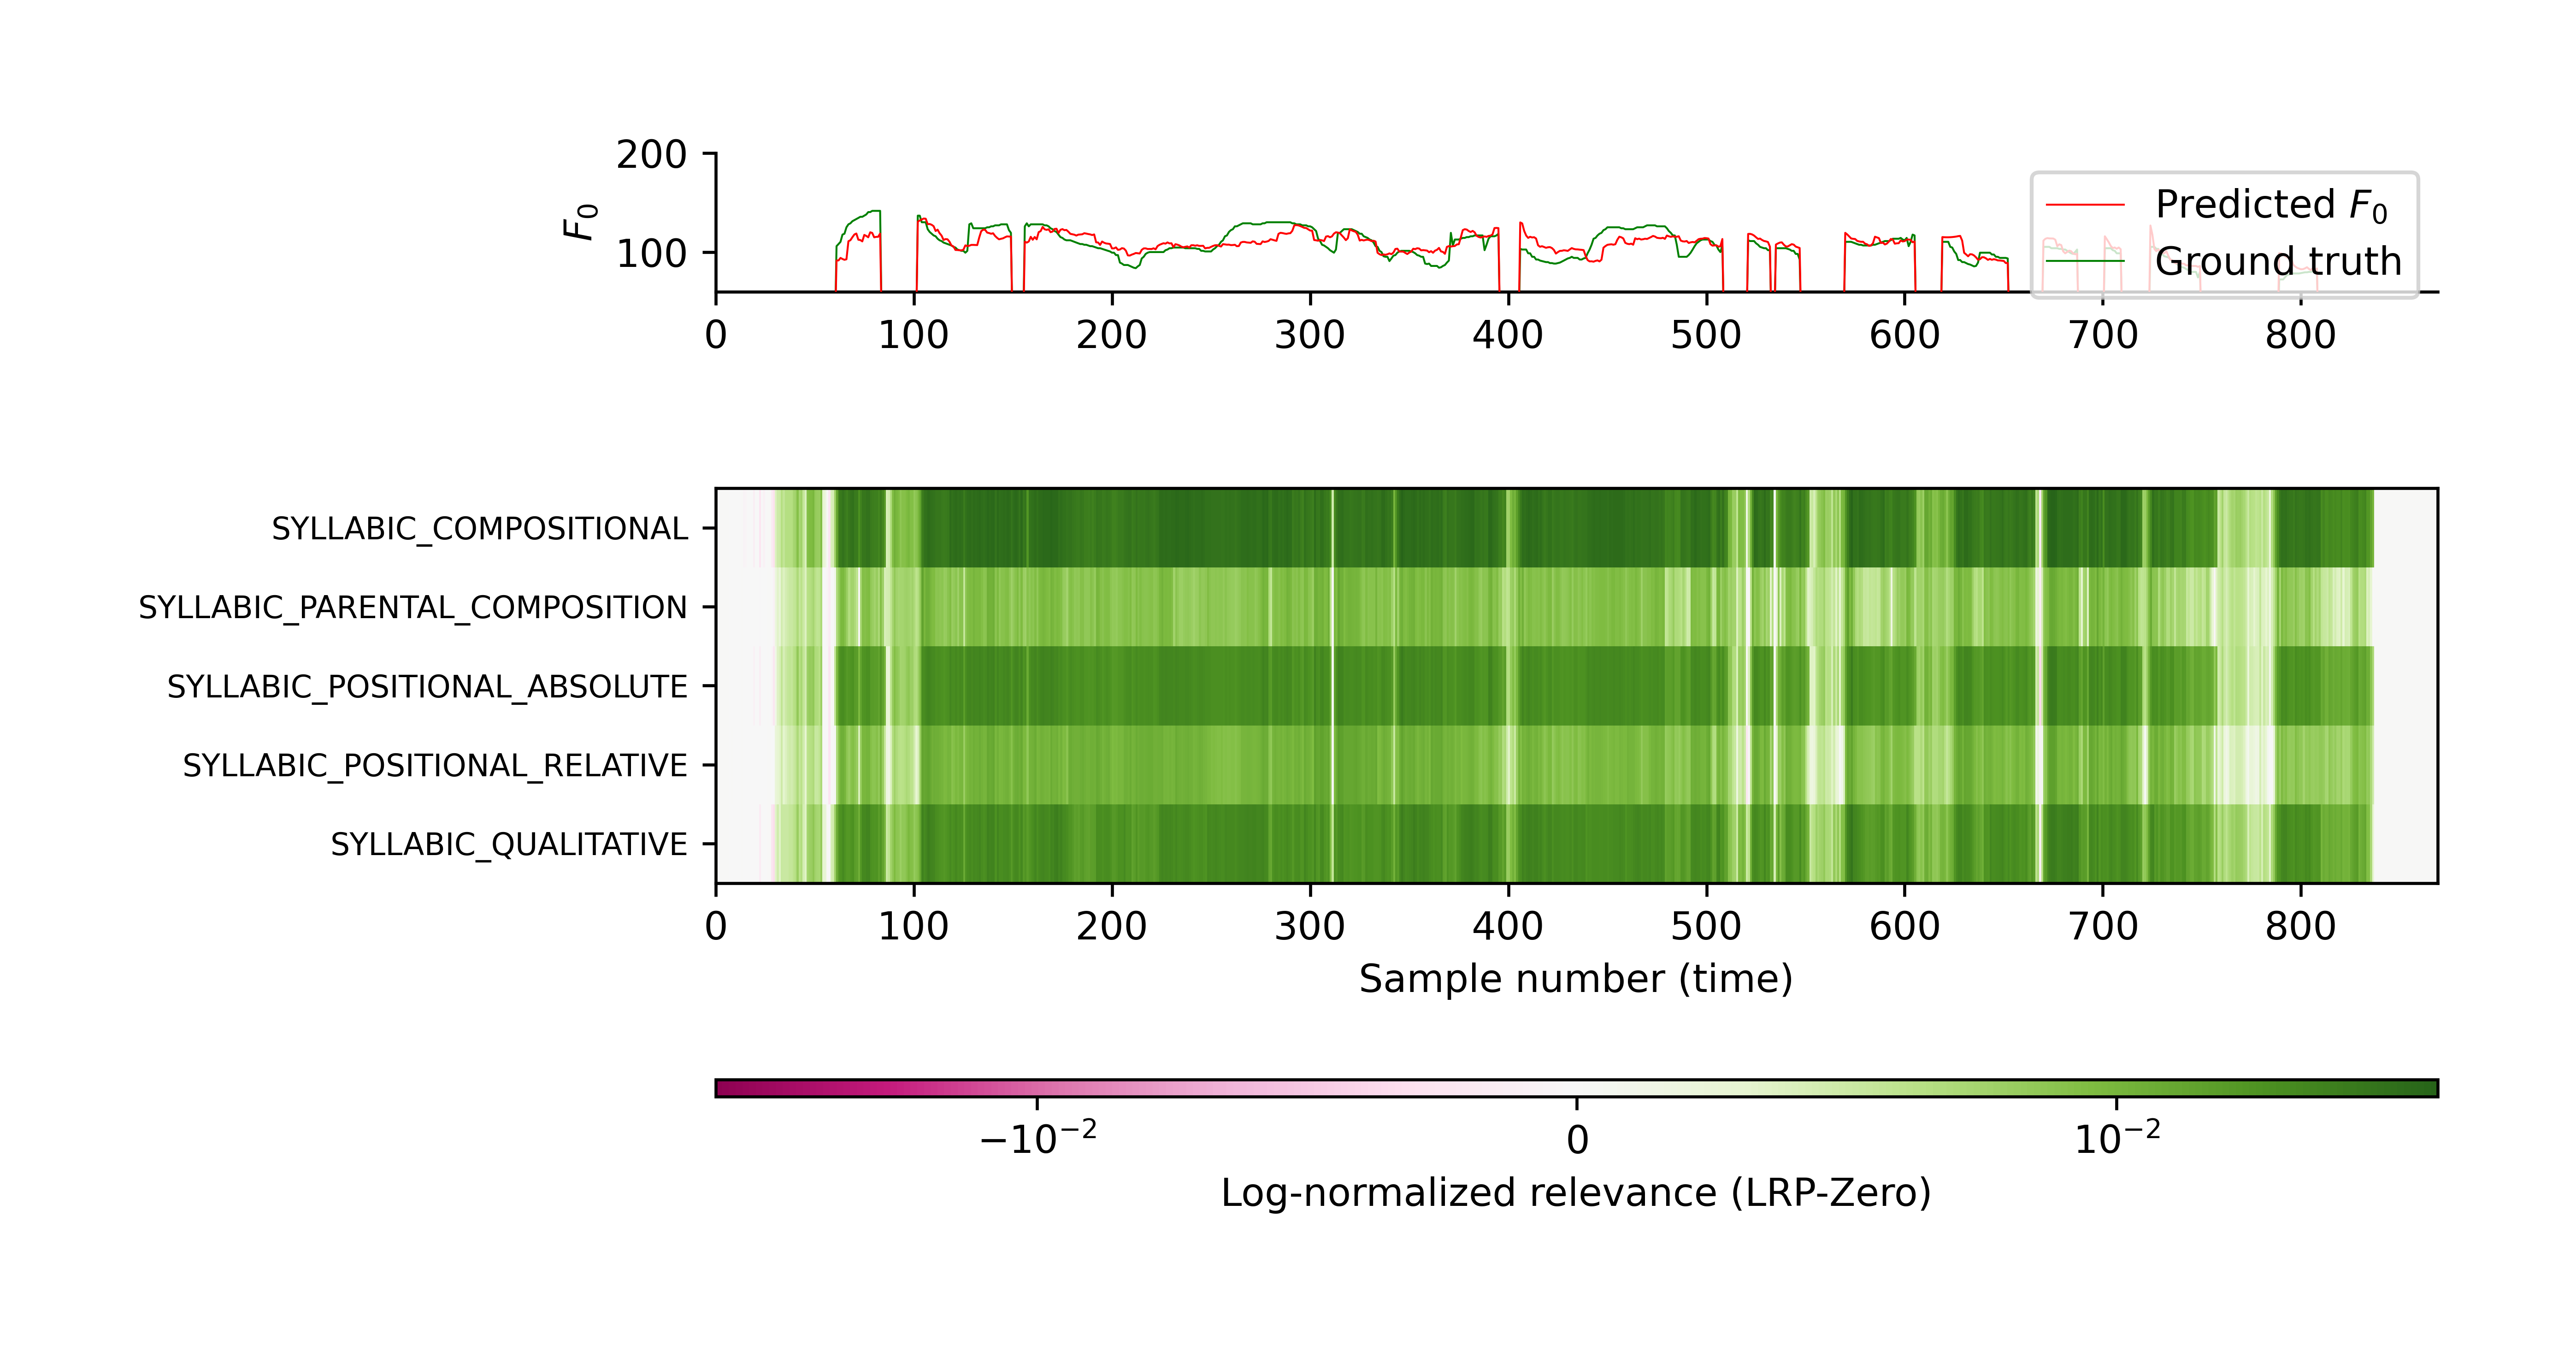 200
100
F₀
Predicted F₀
Ground truth
0 100 200 300 400 500 600 700 800
SYLLABIC_COMPOSITIONAL
SYLLABIC_PARENTAL_COMPOSITION
SYLLABIC_POSITIONAL_ABSOLUTE
SYLLABIC_POSITIONAL_RELATIVE
SYLLABIC_QUALITATIVE
0 100 200 300 400 500 600 700 800
Sample number (time)
−10⁻² 0 10⁻²
Log-normalized relevance (LRP-Zero)